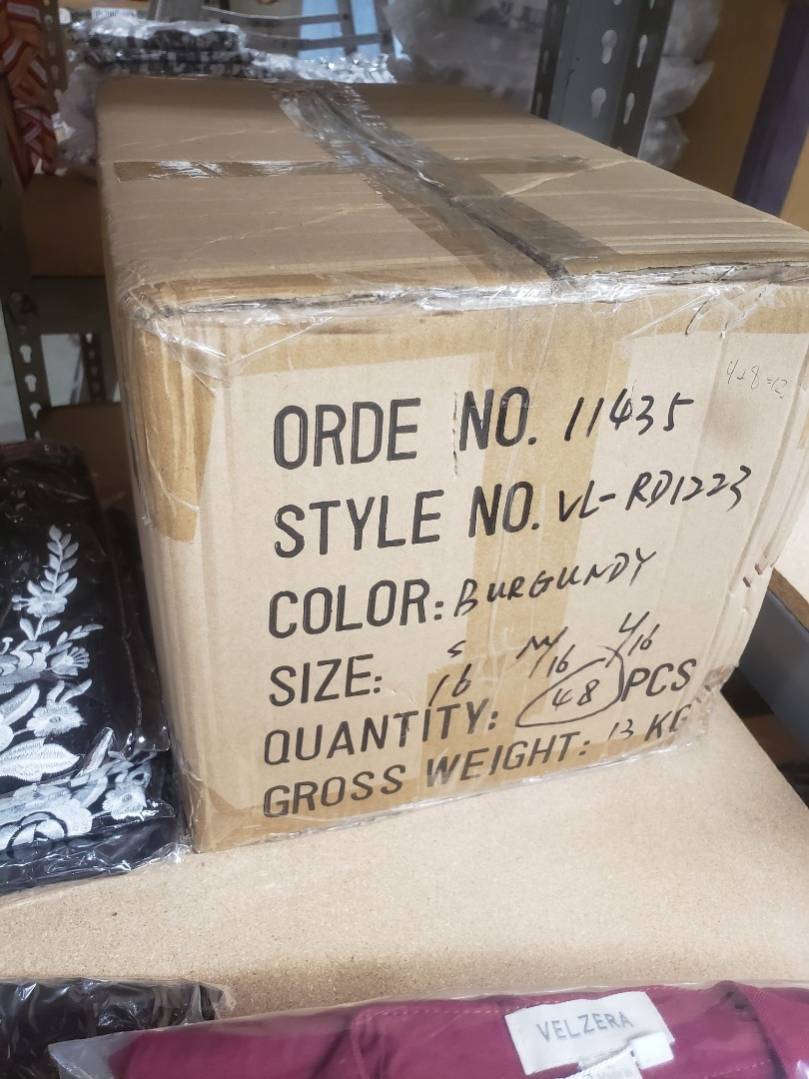 4+8=12
ORDE NO. 11435
STYLE NO. VL-RD1223
COLOR: BURGUNDY
S M/16 L/16
SIZE: 16
QUANTITY: 48 PCS
GROSS WEIGHT: 13 KG
VELZERA